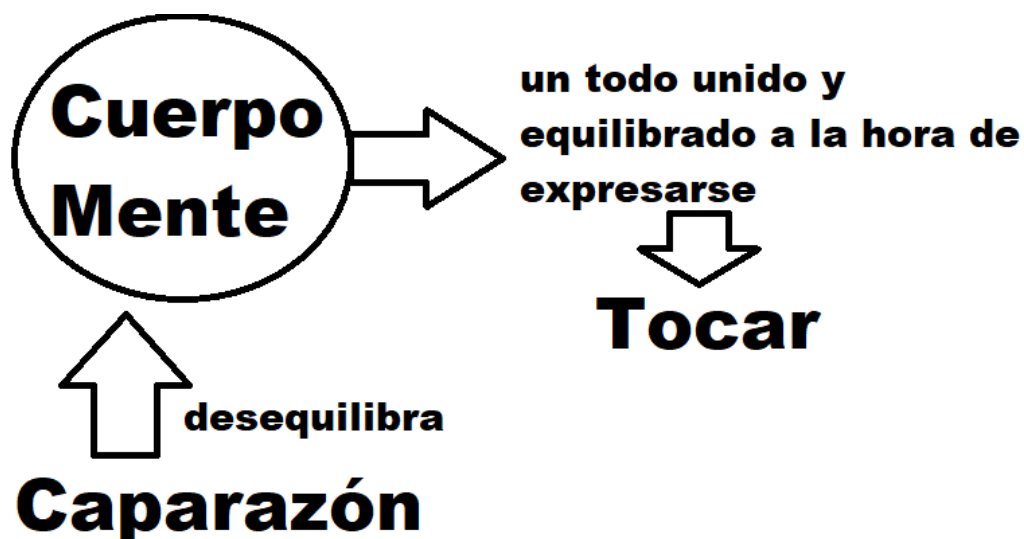 Cuerpo
Mente
un todo unido y
equilibrado a la hora de
expresarse
Tocar
desequilibra
Caparazón